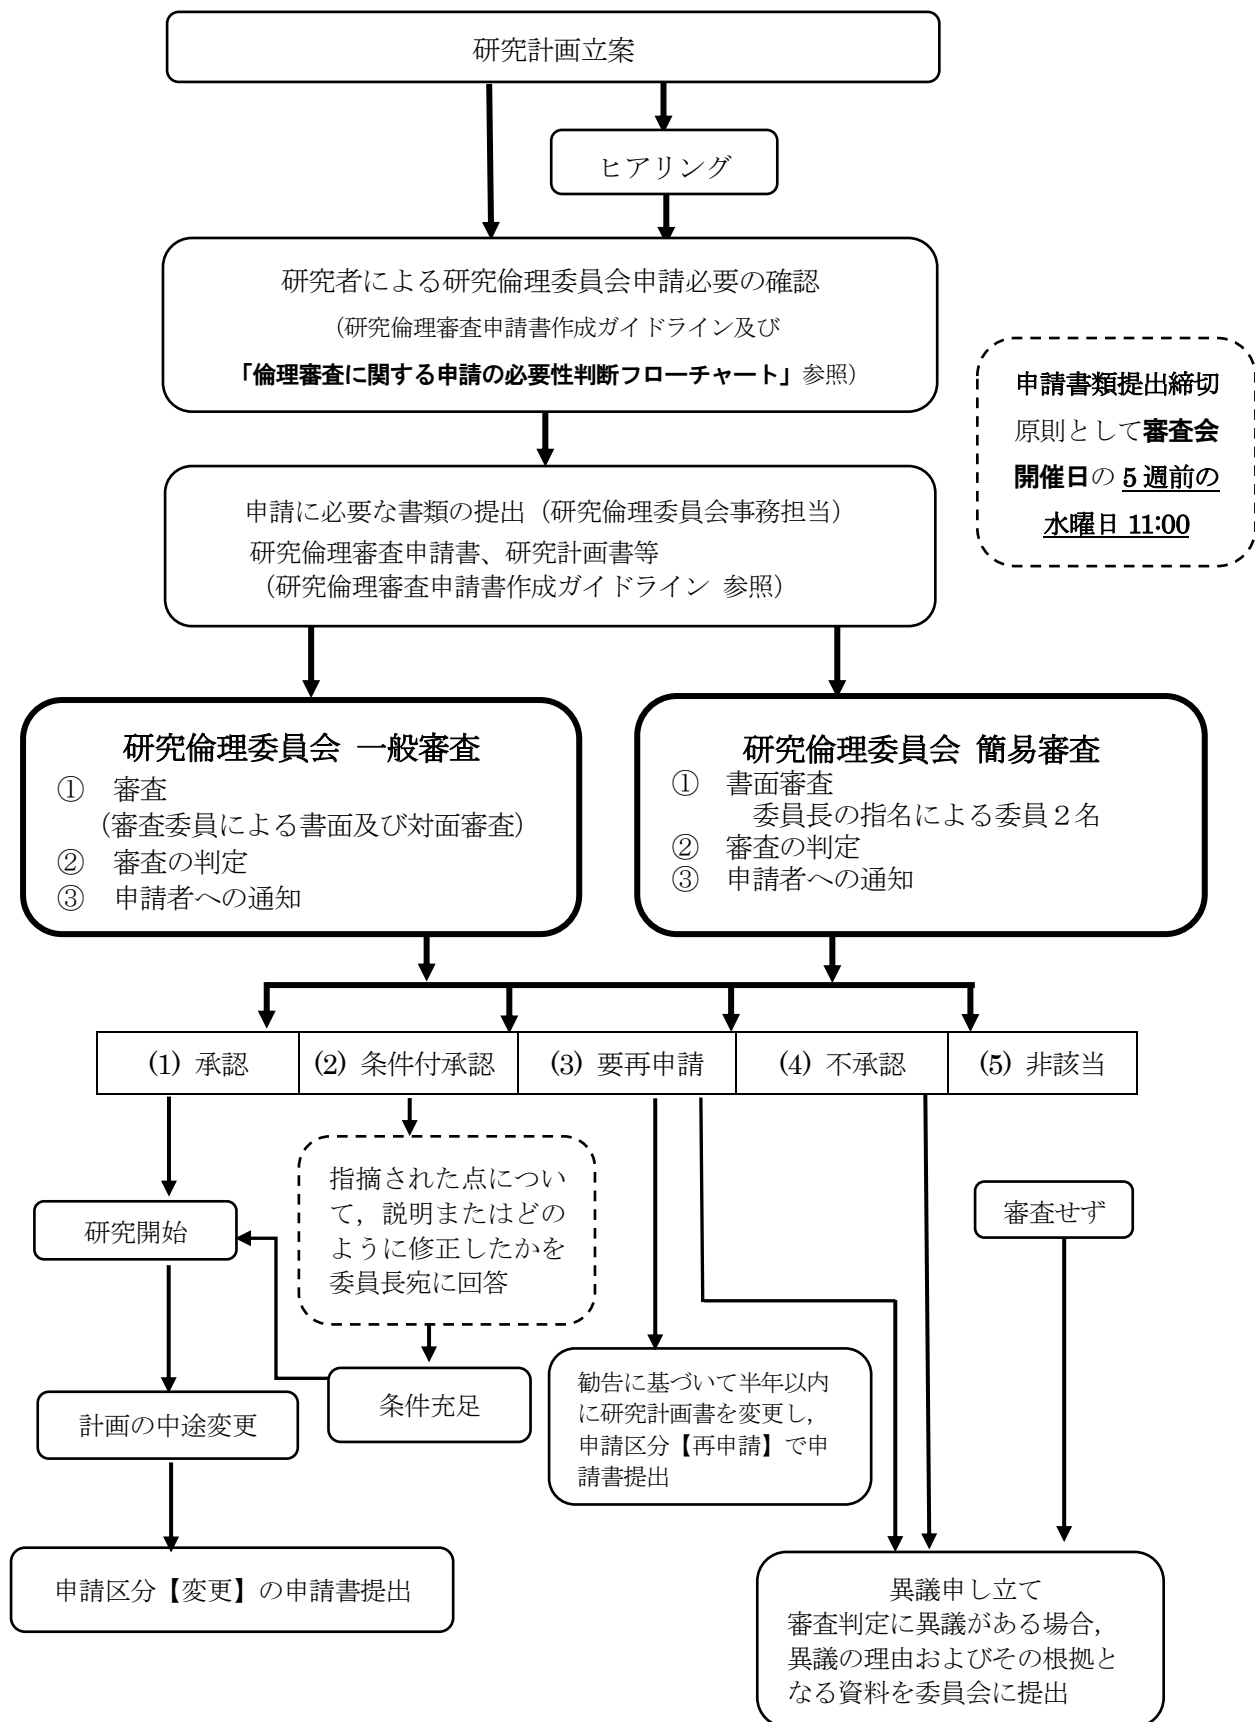 研究計画立案
ヒアリング
研究者による研究倫理委員会申請必要の確認
（研究倫理審査申請書作成ガイドライン及び
「倫理審査に関する申請の必要性判断フローチャート」参照）
申請書類提出締切
原則として審査会
開催日の 5 週前の
水曜日 11:00
申請に必要な書類の提出（研究倫理委員会事務担当）
研究倫理審査申請書、研究計画書等
（研究倫理審査申請書作成ガイドライン 参照）
研究倫理委員会 一般審査
① 審査
（審査委員による書面及び対面審査）
② 審査の判定
③ 申請者への通知
研究倫理委員会 簡易審査
① 書面審査
委員長の指名による委員２名
② 審査の判定
③ 申請者への通知
(1) 承認
(2) 条件付承認
(3) 要再申請
(4) 不承認
(5) 非該当
指摘された点につい
て，説明またはどの
ように修正したかを
委員長宛に回答
研究開始
審査せず
条件充足
計画の中途変更
勧告に基づいて半年以内
に研究計画書を変更し，
申請区分【再申請】で申
請書提出
申請区分【変更】の申請書提出
異議申し立て
審査判定に異議がある場合，
異議の理由およびその根拠と
なる資料を委員会に提出